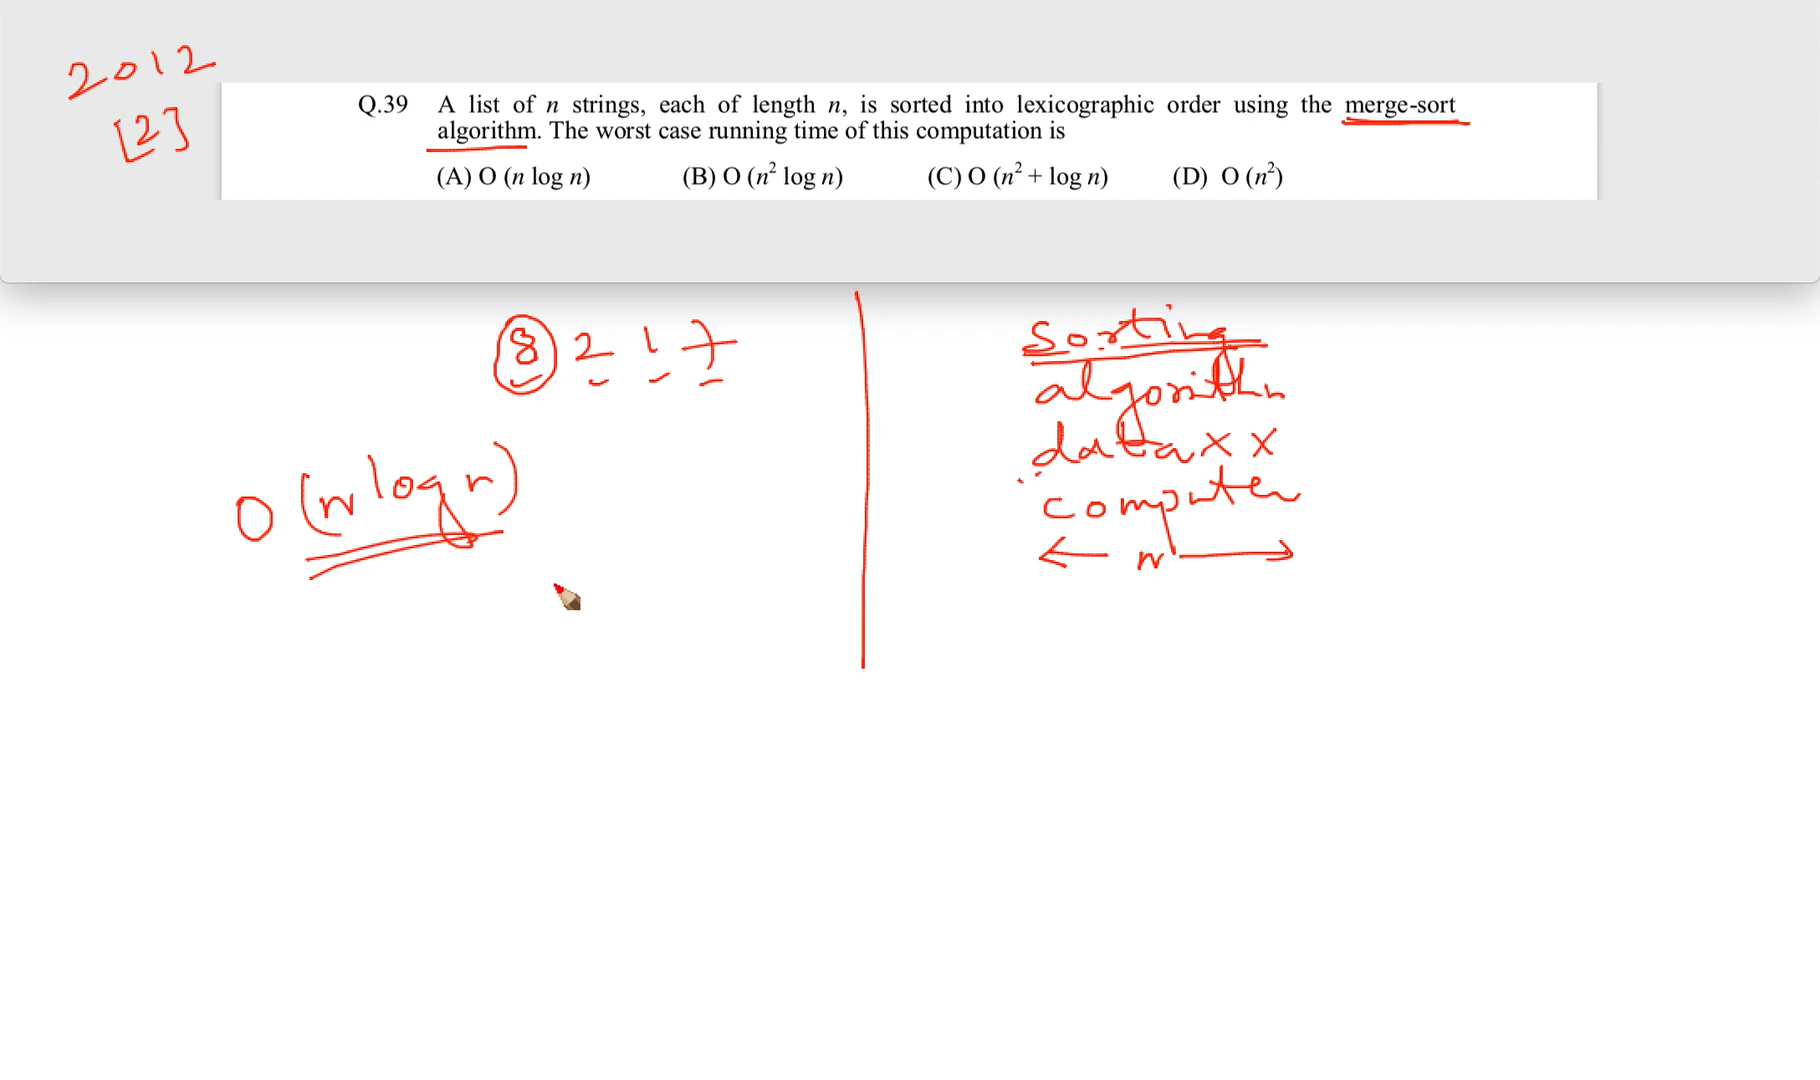 2012
[2]
Q.39 A list of n strings, each of length n, is sorted into lexicographic order using the merge-sort
algorithm. The worst case running time of this computation is
(A) O (n log n) (B) O (n² log n) (C) O (n² + log n) (D) O (n²)
8 2 1 7
O (n log n)
Sorting
algorithm
data x x
computer
n